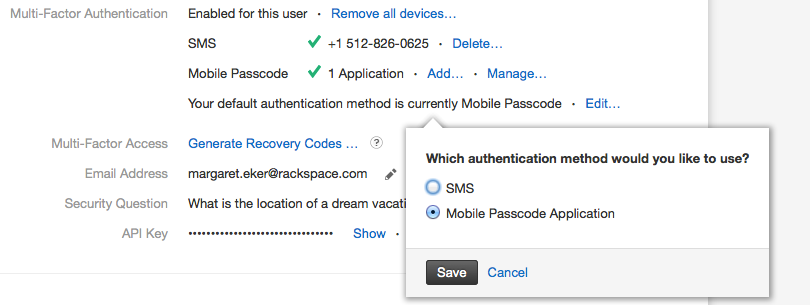 Multi-Factor Authentication Enabled for this user · Remove all devices…
SMS ✓ +1 512-826-0625 · Delete…
Mobile Passcode ✓ 1 Application · Add… · Manage…
Your default authentication method is currently Mobile Passcode · Edit…
Multi-Factor Access Generate Recovery Codes … ?
Email Address margaret.eker@rackspace.com
Security Question What is the location of a dream
API Key •••••••••••••••••••••••••••••••• Show ·
Which authentication method would you like to use?
SMS
Mobile Passcode Application
Save Cancel